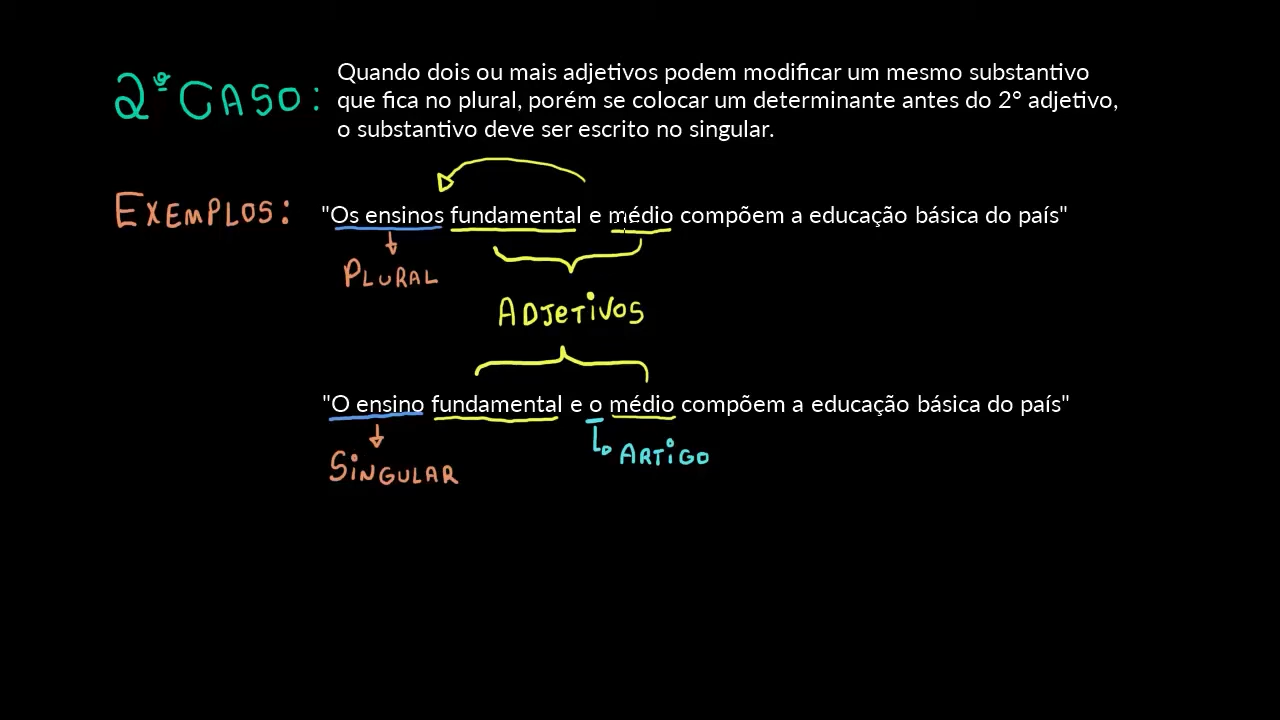 2º CASO:
Quando dois ou mais adjetivos podem modificar um mesmo substantivo
que fica no plural, porém se colocar um determinante antes do 2° adjetivo,
o substantivo deve ser escrito no singular.
EXEMPLOS:
"Os ensinos fundamental e médio compõem a educação básica do país"
PLURAL
ADJETIVOS
"O ensino fundamental e o médio compõem a educação básica do país"
ARTIGO
SINGULAR